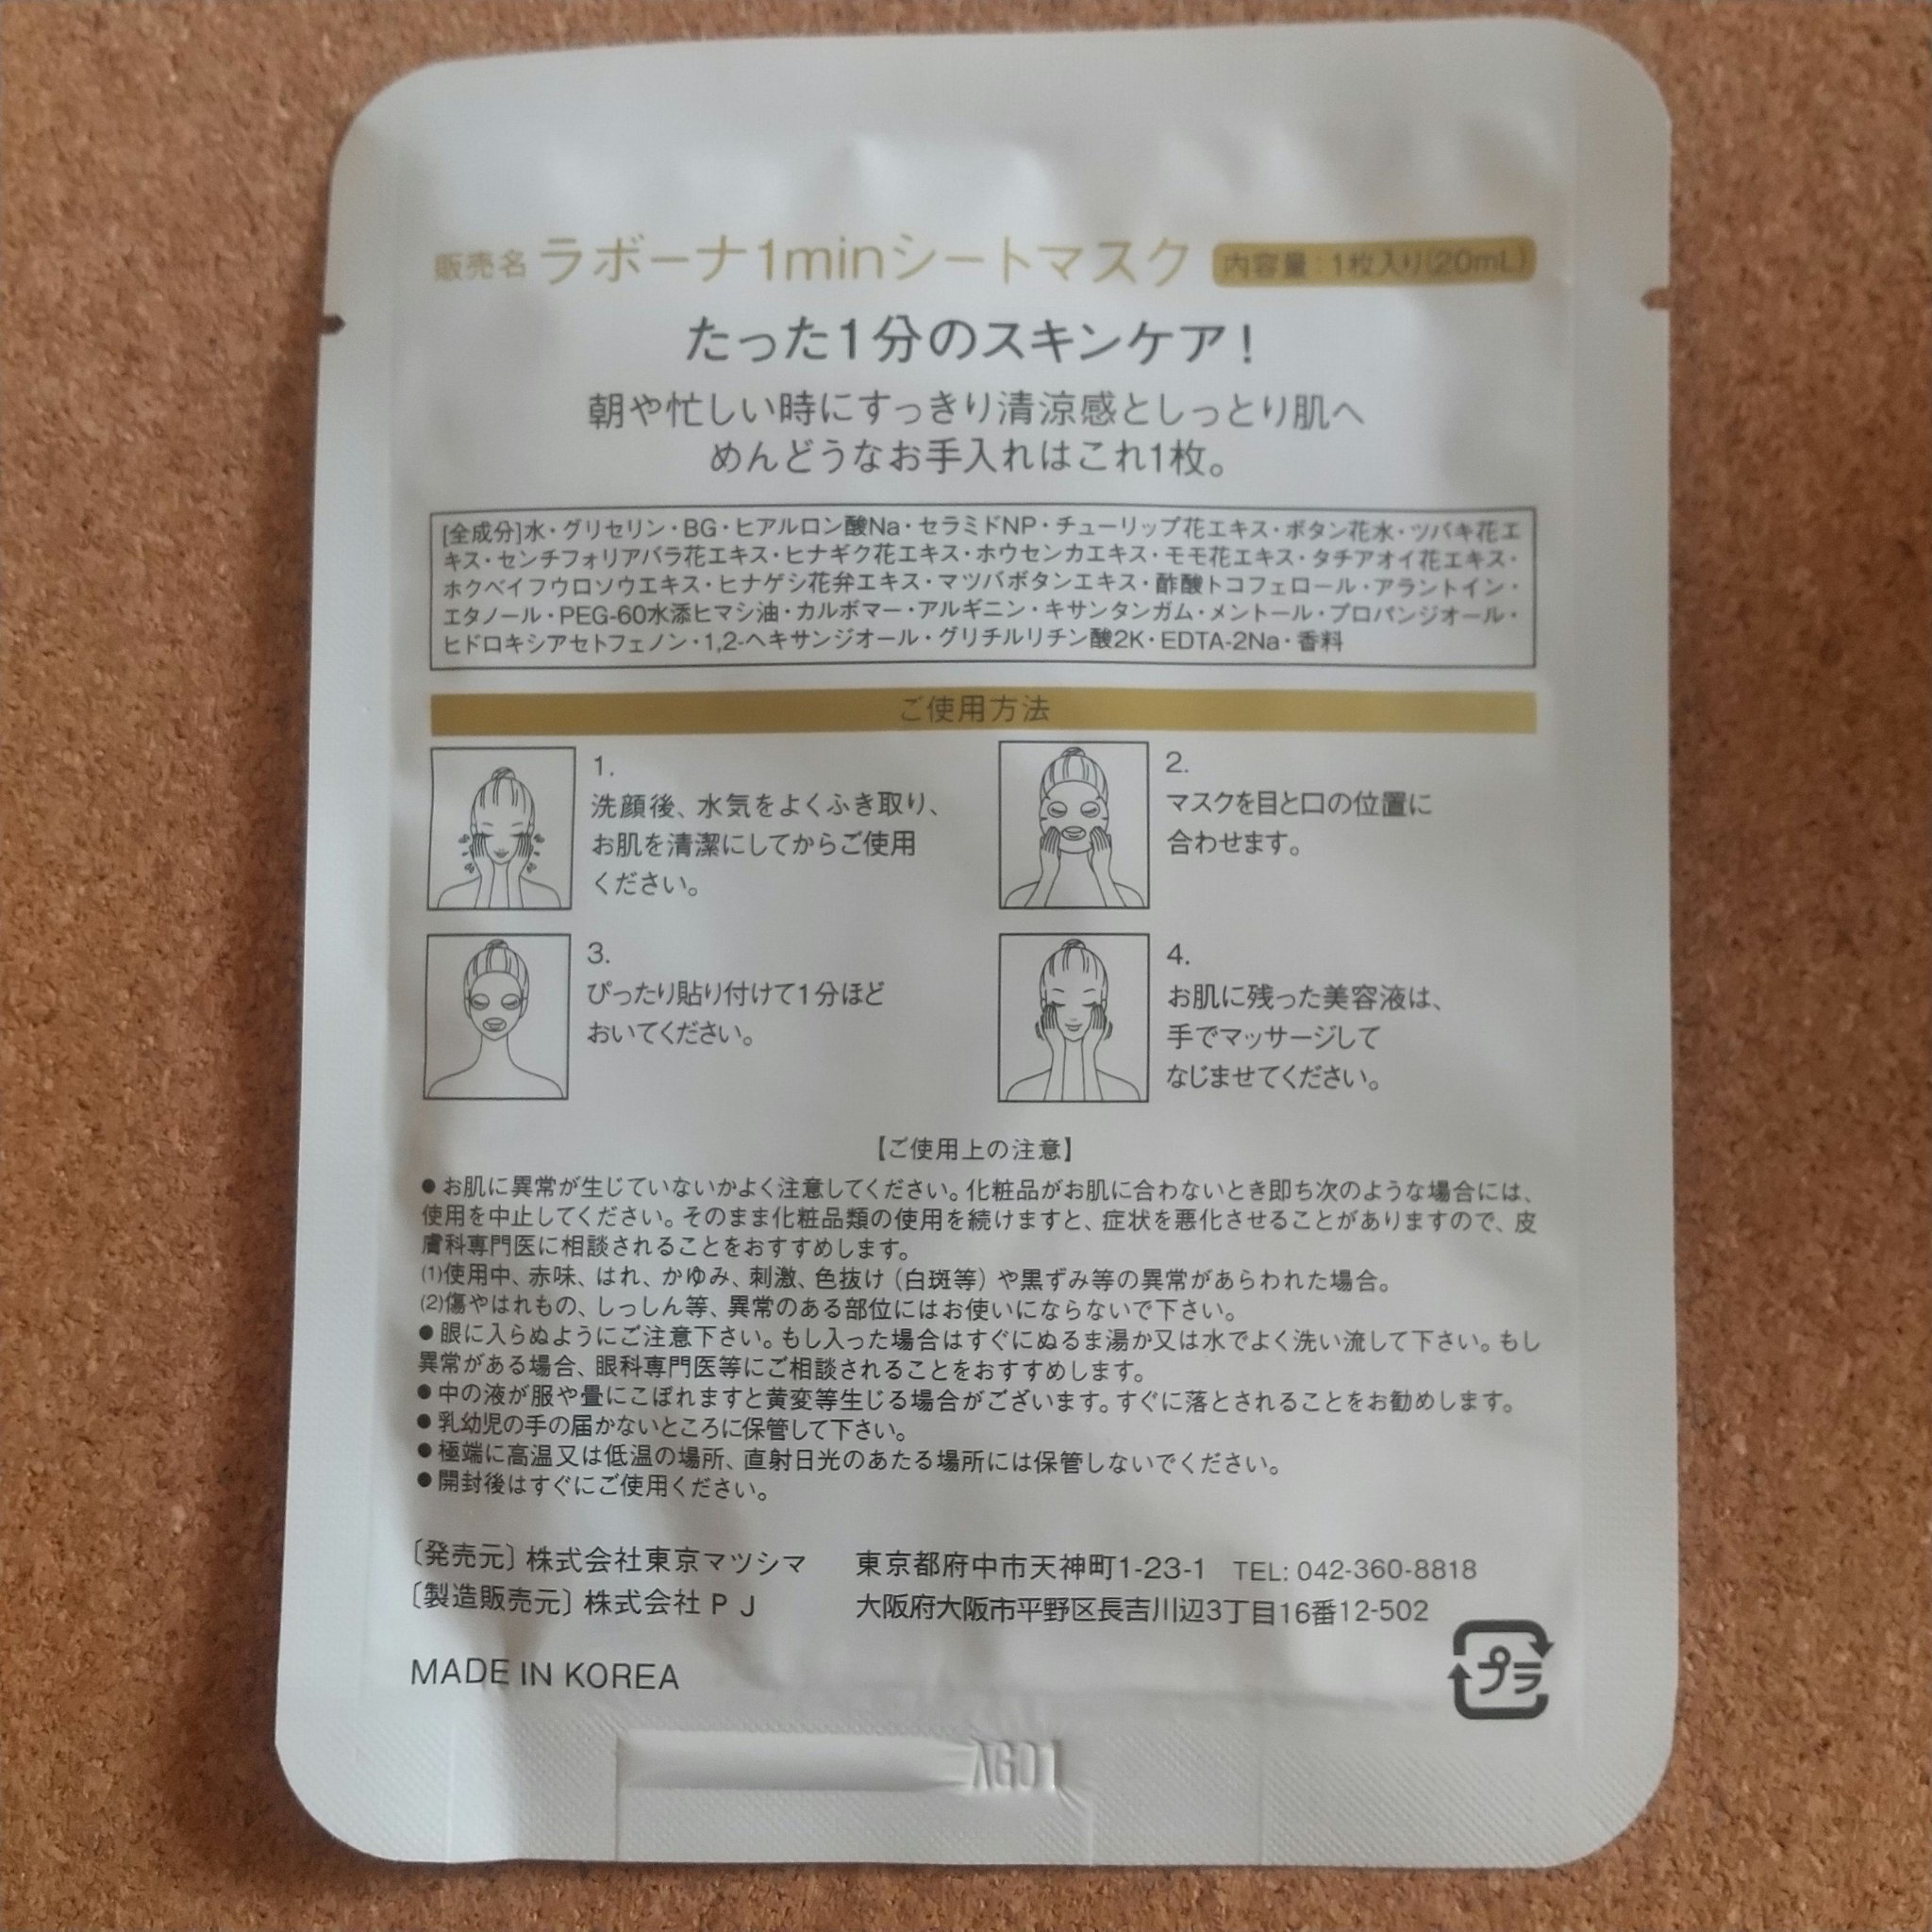 販売名 ラボーナ1minシートマスク 内容量:1枚入り(20mL)
たった1分のスキンケア!
朝や忙しい時にすっきり清涼感としっとり肌へ
めんどうなお手入れはこれ1枚。
[全成分]水・グリセリン・BG・ヒアルロン酸Na・セラミドNP・チューリップ花エキス・ボタン花水・ツバキ花エ
キス・センチフォリアバラ花エキス・ヒナギク花エキス・ホウセンカエキス・モモ花エキス・タチアオイ花エキス・
ホクベイフウロソウエキス・ヒナゲシ花弁エキス・マツバボタンエキス・酢酸トコフェロール・アラントイン・
エタノール・PEG-60水添ヒマシ油・カルボマー・アルギニン・キサンタンガム・メントール・プロパンジオール・
ヒドロキシアセトフェノン・1,2-ヘキサンジオール・グリチルリチン酸2K・EDTA-2Na・香料
ご使用方法
1.
洗顔後、水気をよくふき取り、
お肌を清潔にしてからご使用
ください。
2.
マスクを目と口の位置に
合わせます。
3.
ぴったり貼り付けて1分ほど
おいてください。
4.
お肌に残った美容液は、
手でマッサージして
なじませてください。
【ご使用上の注意】
●お肌に異常が生じていないかよく注意してください。化粧品がお肌に合わないとき即ち次のような場合には、
使用を中止してください。そのまま化粧品類の使用を続けますと、症状を悪化させることがありますので、皮
膚科専門医に相談されることをおすすめします。
(1)使用中、赤味、はれ、かゆみ、刺激、色抜け(白斑等)や黒ずみ等の異常があらわれた場合。
(2)傷やはれもの、しっしん等、異常のある部位にはお使いにならないで下さい。
●眼に入らぬようにご注意下さい。もし入った場合はすぐにぬるま湯か又は水でよく洗い流して下さい。もし
異常がある場合、眼科専門医等にご相談されることをおすすめします。
●中の液が服や畳にこぼれますと黄変等生じる場合がございます。すぐに落とされることをお勧めします。
●乳幼児の手の届かないところに保管して下さい。
●極端に高温又は低温の場所、直射日光のあたる場所には保管しないでください。
●開封後はすぐにご使用ください。
〔発売元〕株式会社東京マツシマ 東京都府中市天神町1-23-1 TEL: 042-360-8818
〔製造販売元〕株式会社PJ 大阪府大阪市平野区長吉川辺3丁目16番12-502
MADE IN KOREA
プラ
AG01